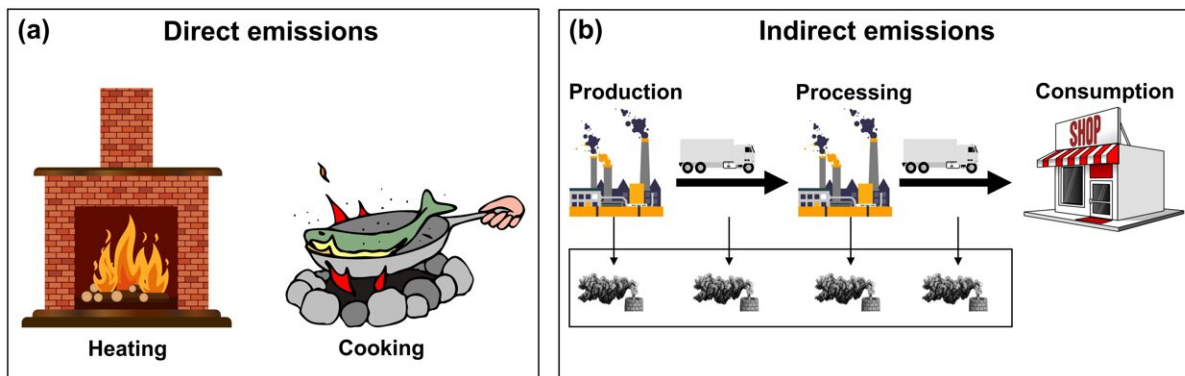 (a) Direct emissions
Heating
Cooking
(b) Indirect emissions
Production
Processing
Consumption
SHOP